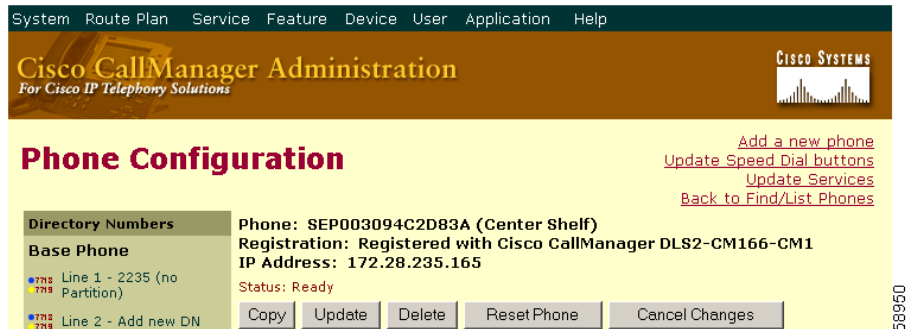 System Route Plan Service Feature Device User Application Help
Cisco CallManager Administration
For Cisco IP Telephony Solutions
CISCO SYSTEMS
Phone Configuration
Add a new phone
Update Speed Dial buttons
Update Services
Back to Find/List Phones
Directory Numbers
Base Phone
Line 1 - 2235 (no
Partition)
Line 2 - Add new DN
Phone: SEP003094C2D83A (Center Shelf)
Registration: Registered with Cisco CallManager DLS2-CM166-CM1
IP Address: 172.28.235.165
Status: Ready
Copy Update Delete Reset Phone Cancel Changes
58950